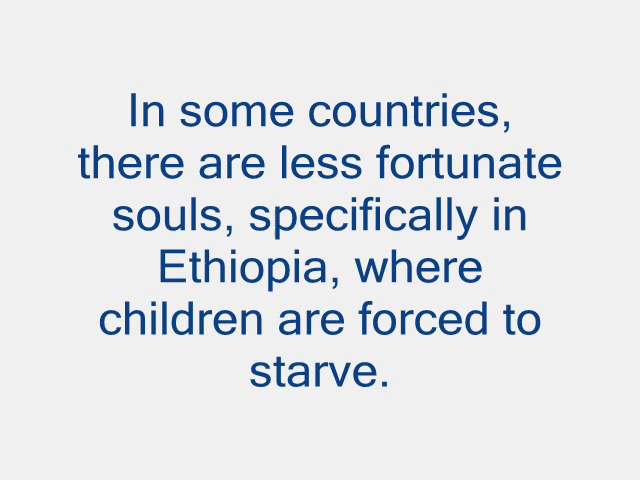 In some countries,
there are less fortunate
souls, specifically in
Ethiopia, where
children are forced to
starve.